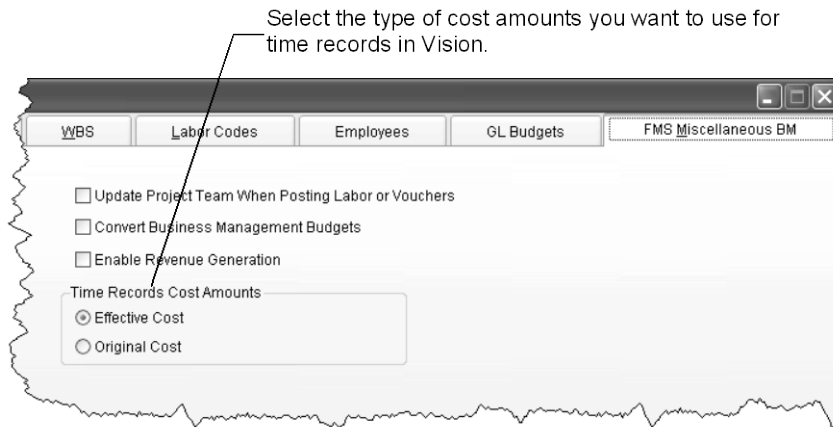 Select the type of cost amounts you want to use for
time records in Vision.
WBS Labor Codes Employees GL Budgets FMS Miscellaneous BM
Update Project Team When Posting Labor or Vouchers
Convert Business Management Budgets
Enable Revenue Generation
Time Records Cost Amounts
Effective Cost
Original Cost